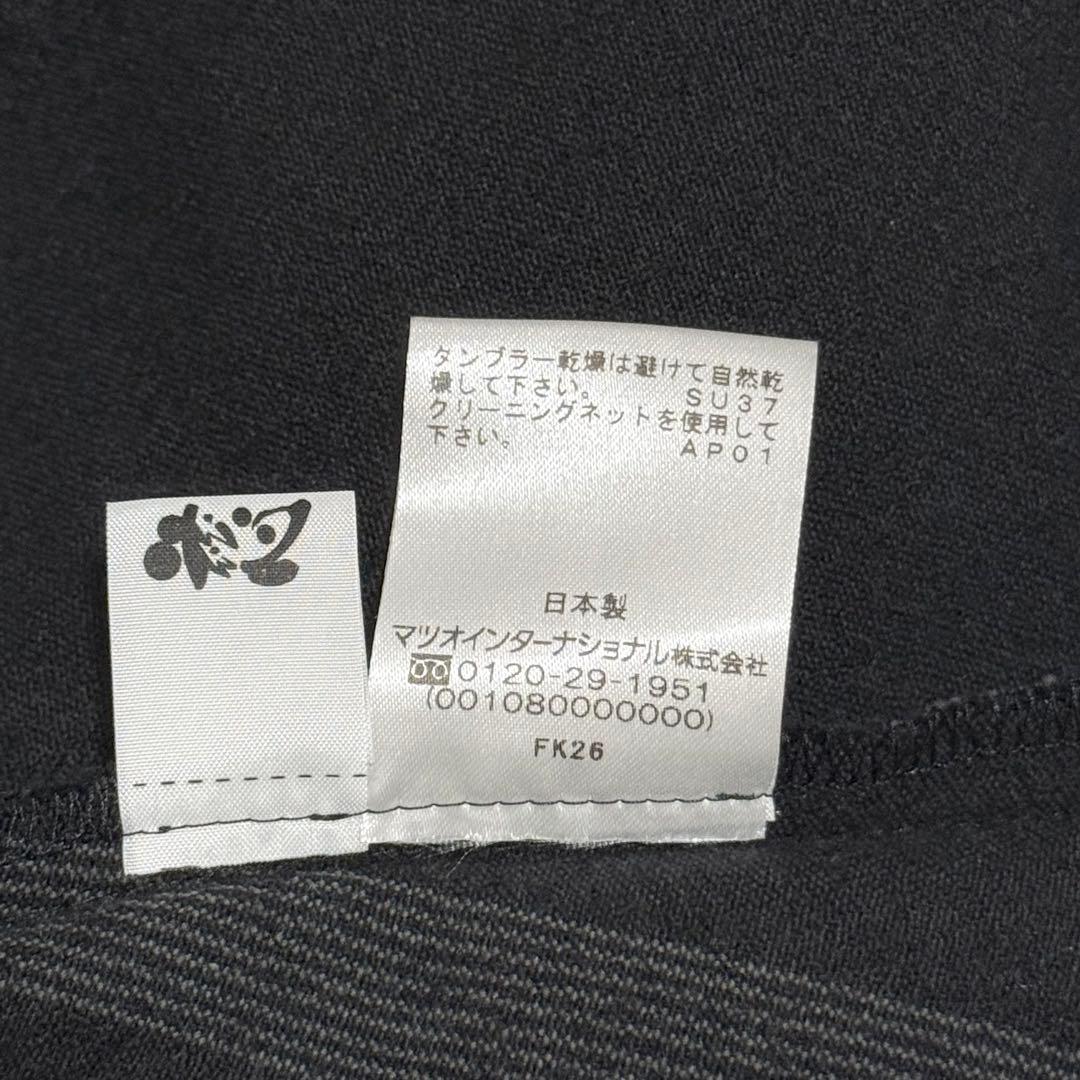 タンブラー乾燥は避けて自然乾
燥して下さい。 SU37
クリーニングネットを使用して
下さい。 AP01
日本製
マツオインターナショナル株式会社
0120-29-1951
(001080000000)
FK26